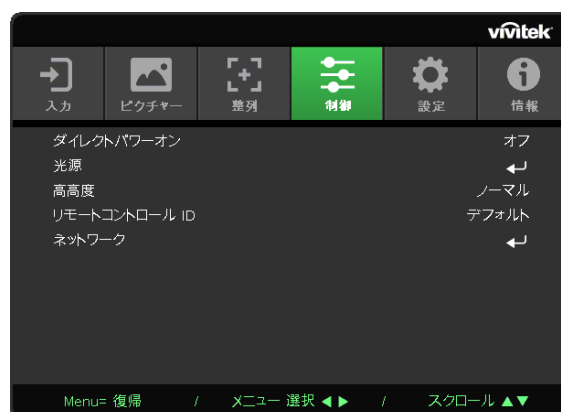 vivitek
入力 ピクチャー 整列 制御 設定 情報
ダイレクトパワーオン オフ
光源
高高度 ノーマル
リモートコントロール ID デフォルト
ネットワーク
Menu= 復帰 / メニュー 選択 ◀ ▶ / スクロール ▲▼